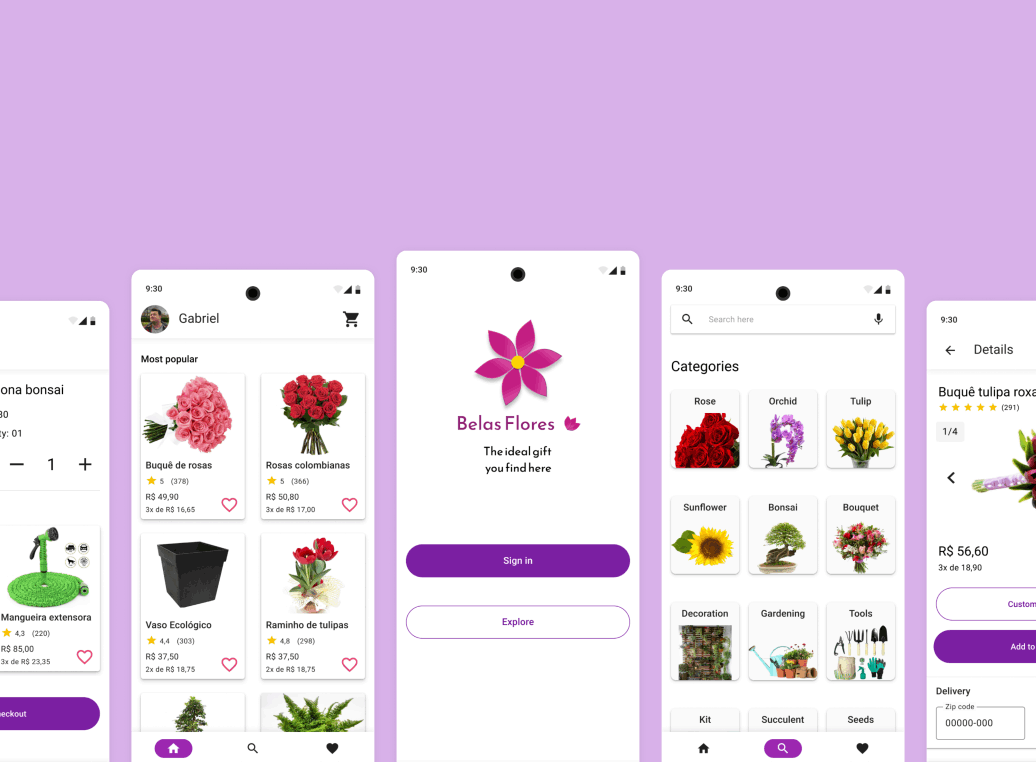 ona bonsai
30
ty: 01
1
Mangueira extensora
4,3 (220)
R$ 85,00
3x de R$ 23,35
eckout
9:30
Gabriel
Most popular
Buquê de rosas
5 (378)
R$ 49,90
3x de R$ 16,65
Rosas colombianas
5 (366)
R$ 50,80
3x de R$ 17,00
Vaso Ecológico
4,4 (303)
R$ 37,50
2x de R$ 18,75
Raminho de tulipas
4,8 (298)
R$ 37,50
2x de R$ 18,75
9:30
Belas Flores
The ideal gift
you find here
Sign in
Explore
9:30
Search here
Categories
Rose
Orchid
Tulip
Sunflower
Bonsai
Bouquet
Decoration
Gardening
Tools
Kit
Succulent
Seeds
9:30
Details
Buquê tulipa roxa
(291)
1/4
R$ 56,60
3x de 18,90
Custom
Add to
Delivery
Zip code
00000-000